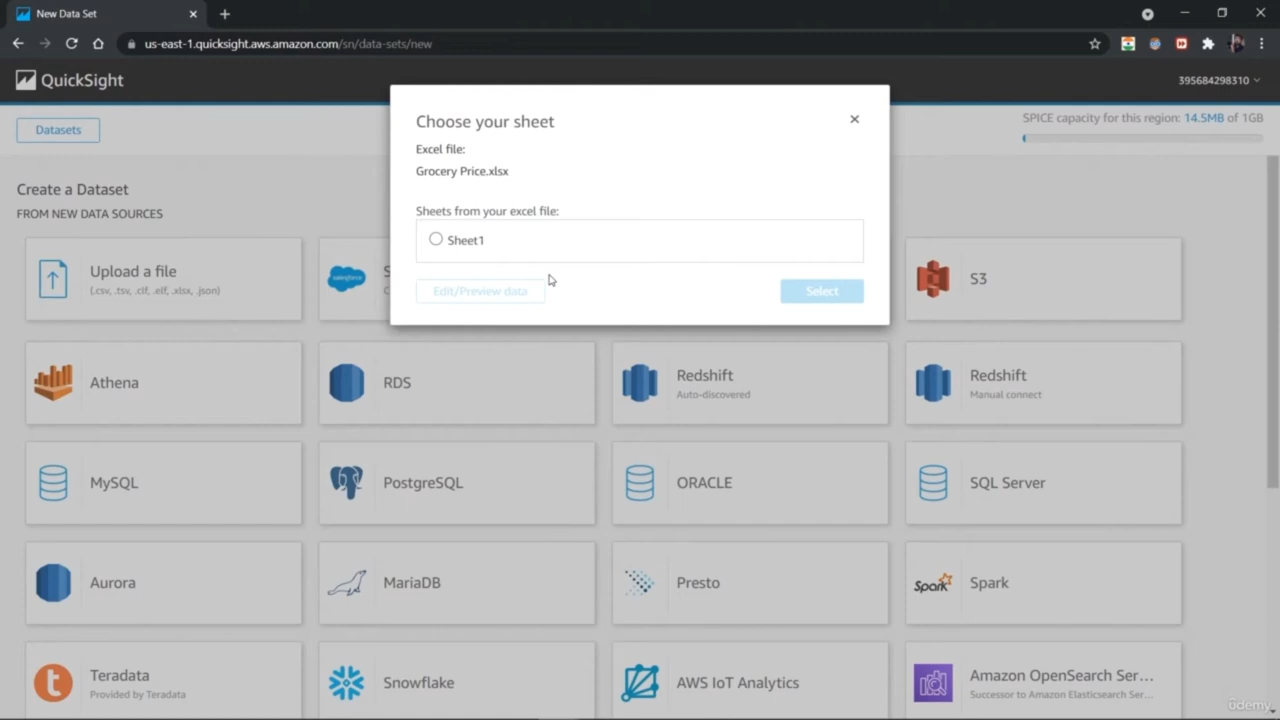 New Data Set
us-east-1.quicksight.aws.amazon.com/sn/data-sets/new
QuickSight
395684298310
Datasets
SPICE capacity for this region: 14.5MB of 1GB
Choose your sheet
Excel file:
Grocery Price.xlsx
Sheets from your excel file:
Sheet1
Edit/Preview data
Select
Create a Dataset
FROM NEW DATA SOURCES
Upload a file
(.csv, .tsv, .clf, .elf, .xlsx, .json)
salesforce
S
C
S3
Athena
RDS
Redshift
Auto-discovered
Redshift
Manual connect
MySQL
PostgreSQL
ORACLE
SQL Server
Aurora
MariaDB
Presto
Spark
Spark
Teradata
Provided by Teradata
Snowflake
AWS IoT Analytics
Amazon OpenSearch Ser...
Successor to Amazon Elasticsearch Ser...
ûdemy